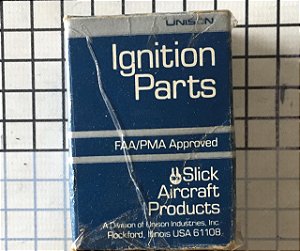 UNISON
Ignition
Parts
FAA/PMA Approved
Slick
Aircraft
Products
A Division of Unison Industries, Inc.
Rockford, Illinois USA 61108